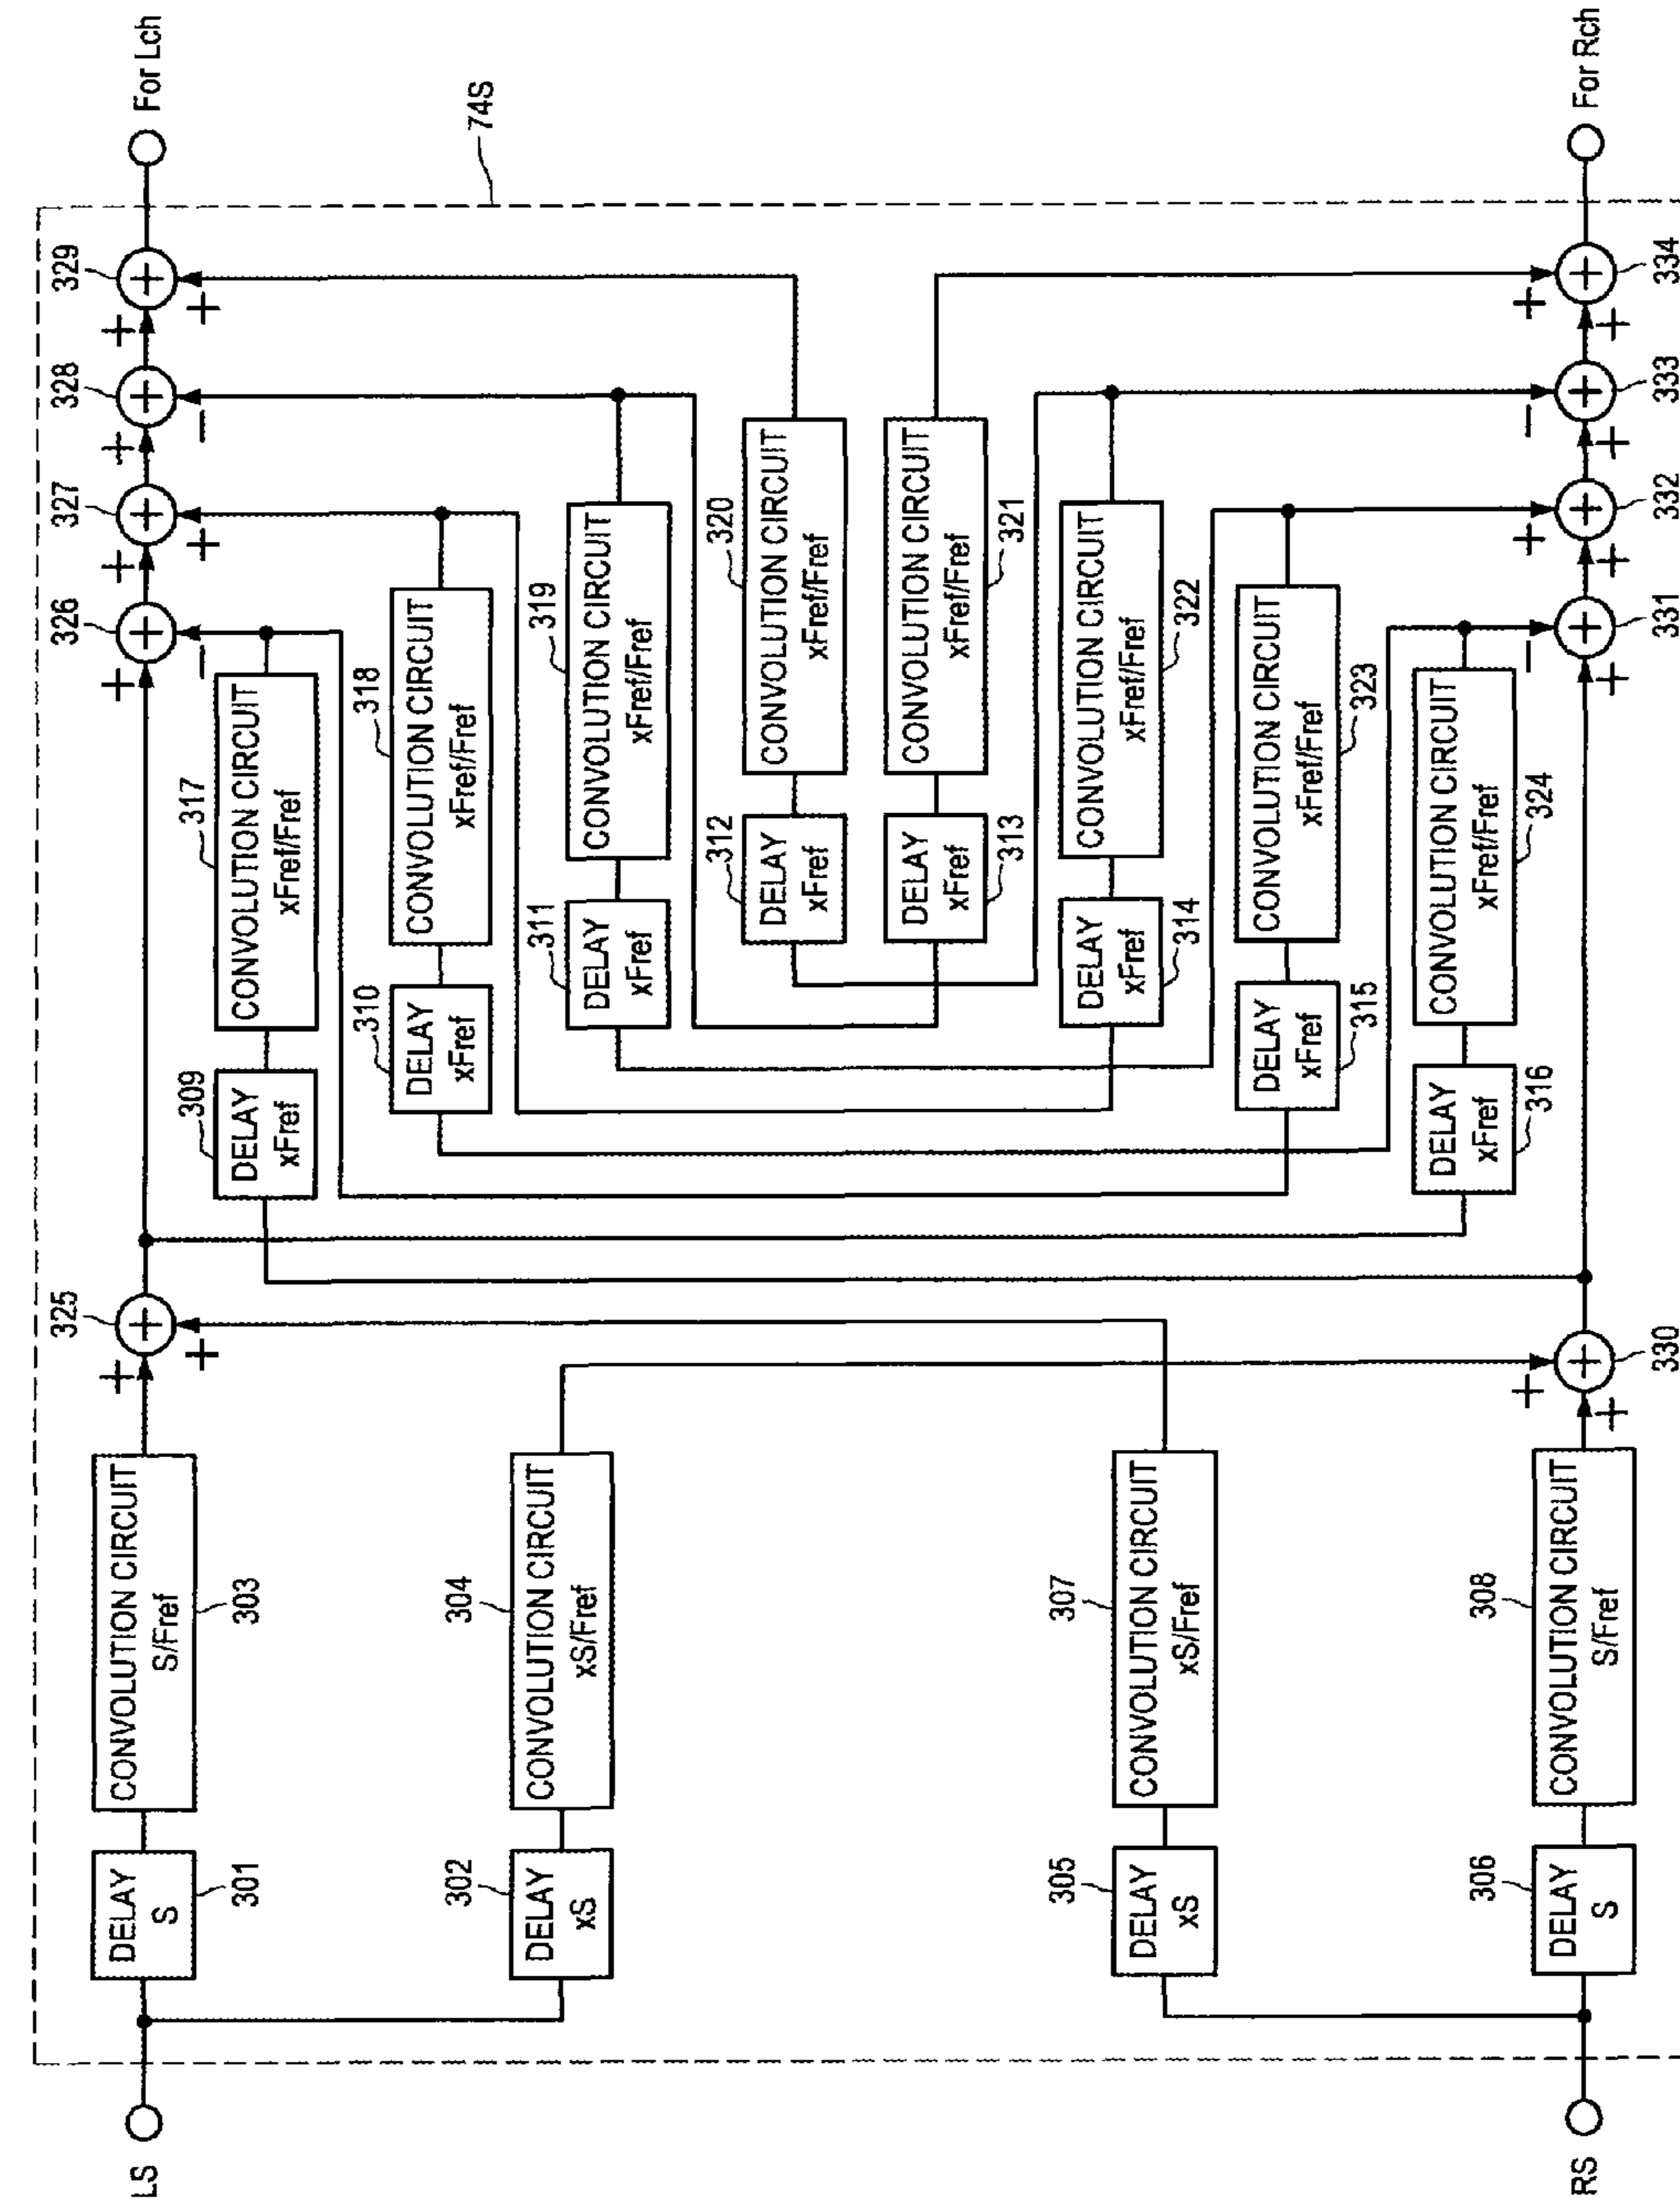 LS
DELAY
S
301
CONVOLUTION CIRCUIT
S/Fref
303
DELAY
xS
302
CONVOLUTION CIRCUIT
xS/Fref
304
DELAY
xS
305
CONVOLUTION CIRCUIT
xS/Fref
307
RS
DELAY
S
306
CONVOLUTION CIRCUIT
S/Fref
308
325
+
+
+
330
+
+
+
309
DELAY
xFref
317
CONVOLUTION CIRCUIT
xFref/Fref
310
DELAY
xFref
318
CONVOLUTION CIRCUIT
xFref/Fref
311
DELAY
xFref
319
CONVOLUTION CIRCUIT
xFref/Fref
312
DELAY
xFref
320
CONVOLUTION CIRCUIT
xFref/Fref
DELAY
xFref
313
CONVOLUTION CIRCUIT
xFref/Fref
321
DELAY
xFref
314
CONVOLUTION CIRCUIT
xFref/Fref
322
DELAY
xFref
315
CONVOLUTION CIRCUIT
xFref/Fref
323
DELAY
xFref
316
CONVOLUTION CIRCUIT
xFref/Fref
324
326
+
+
−
327
+
+
+
328
+
+
−
329
+
+
+
For Lch
74S
−
+
+
331
+
+
+
332
−
+
+
333
+
+
+
334
For Rch